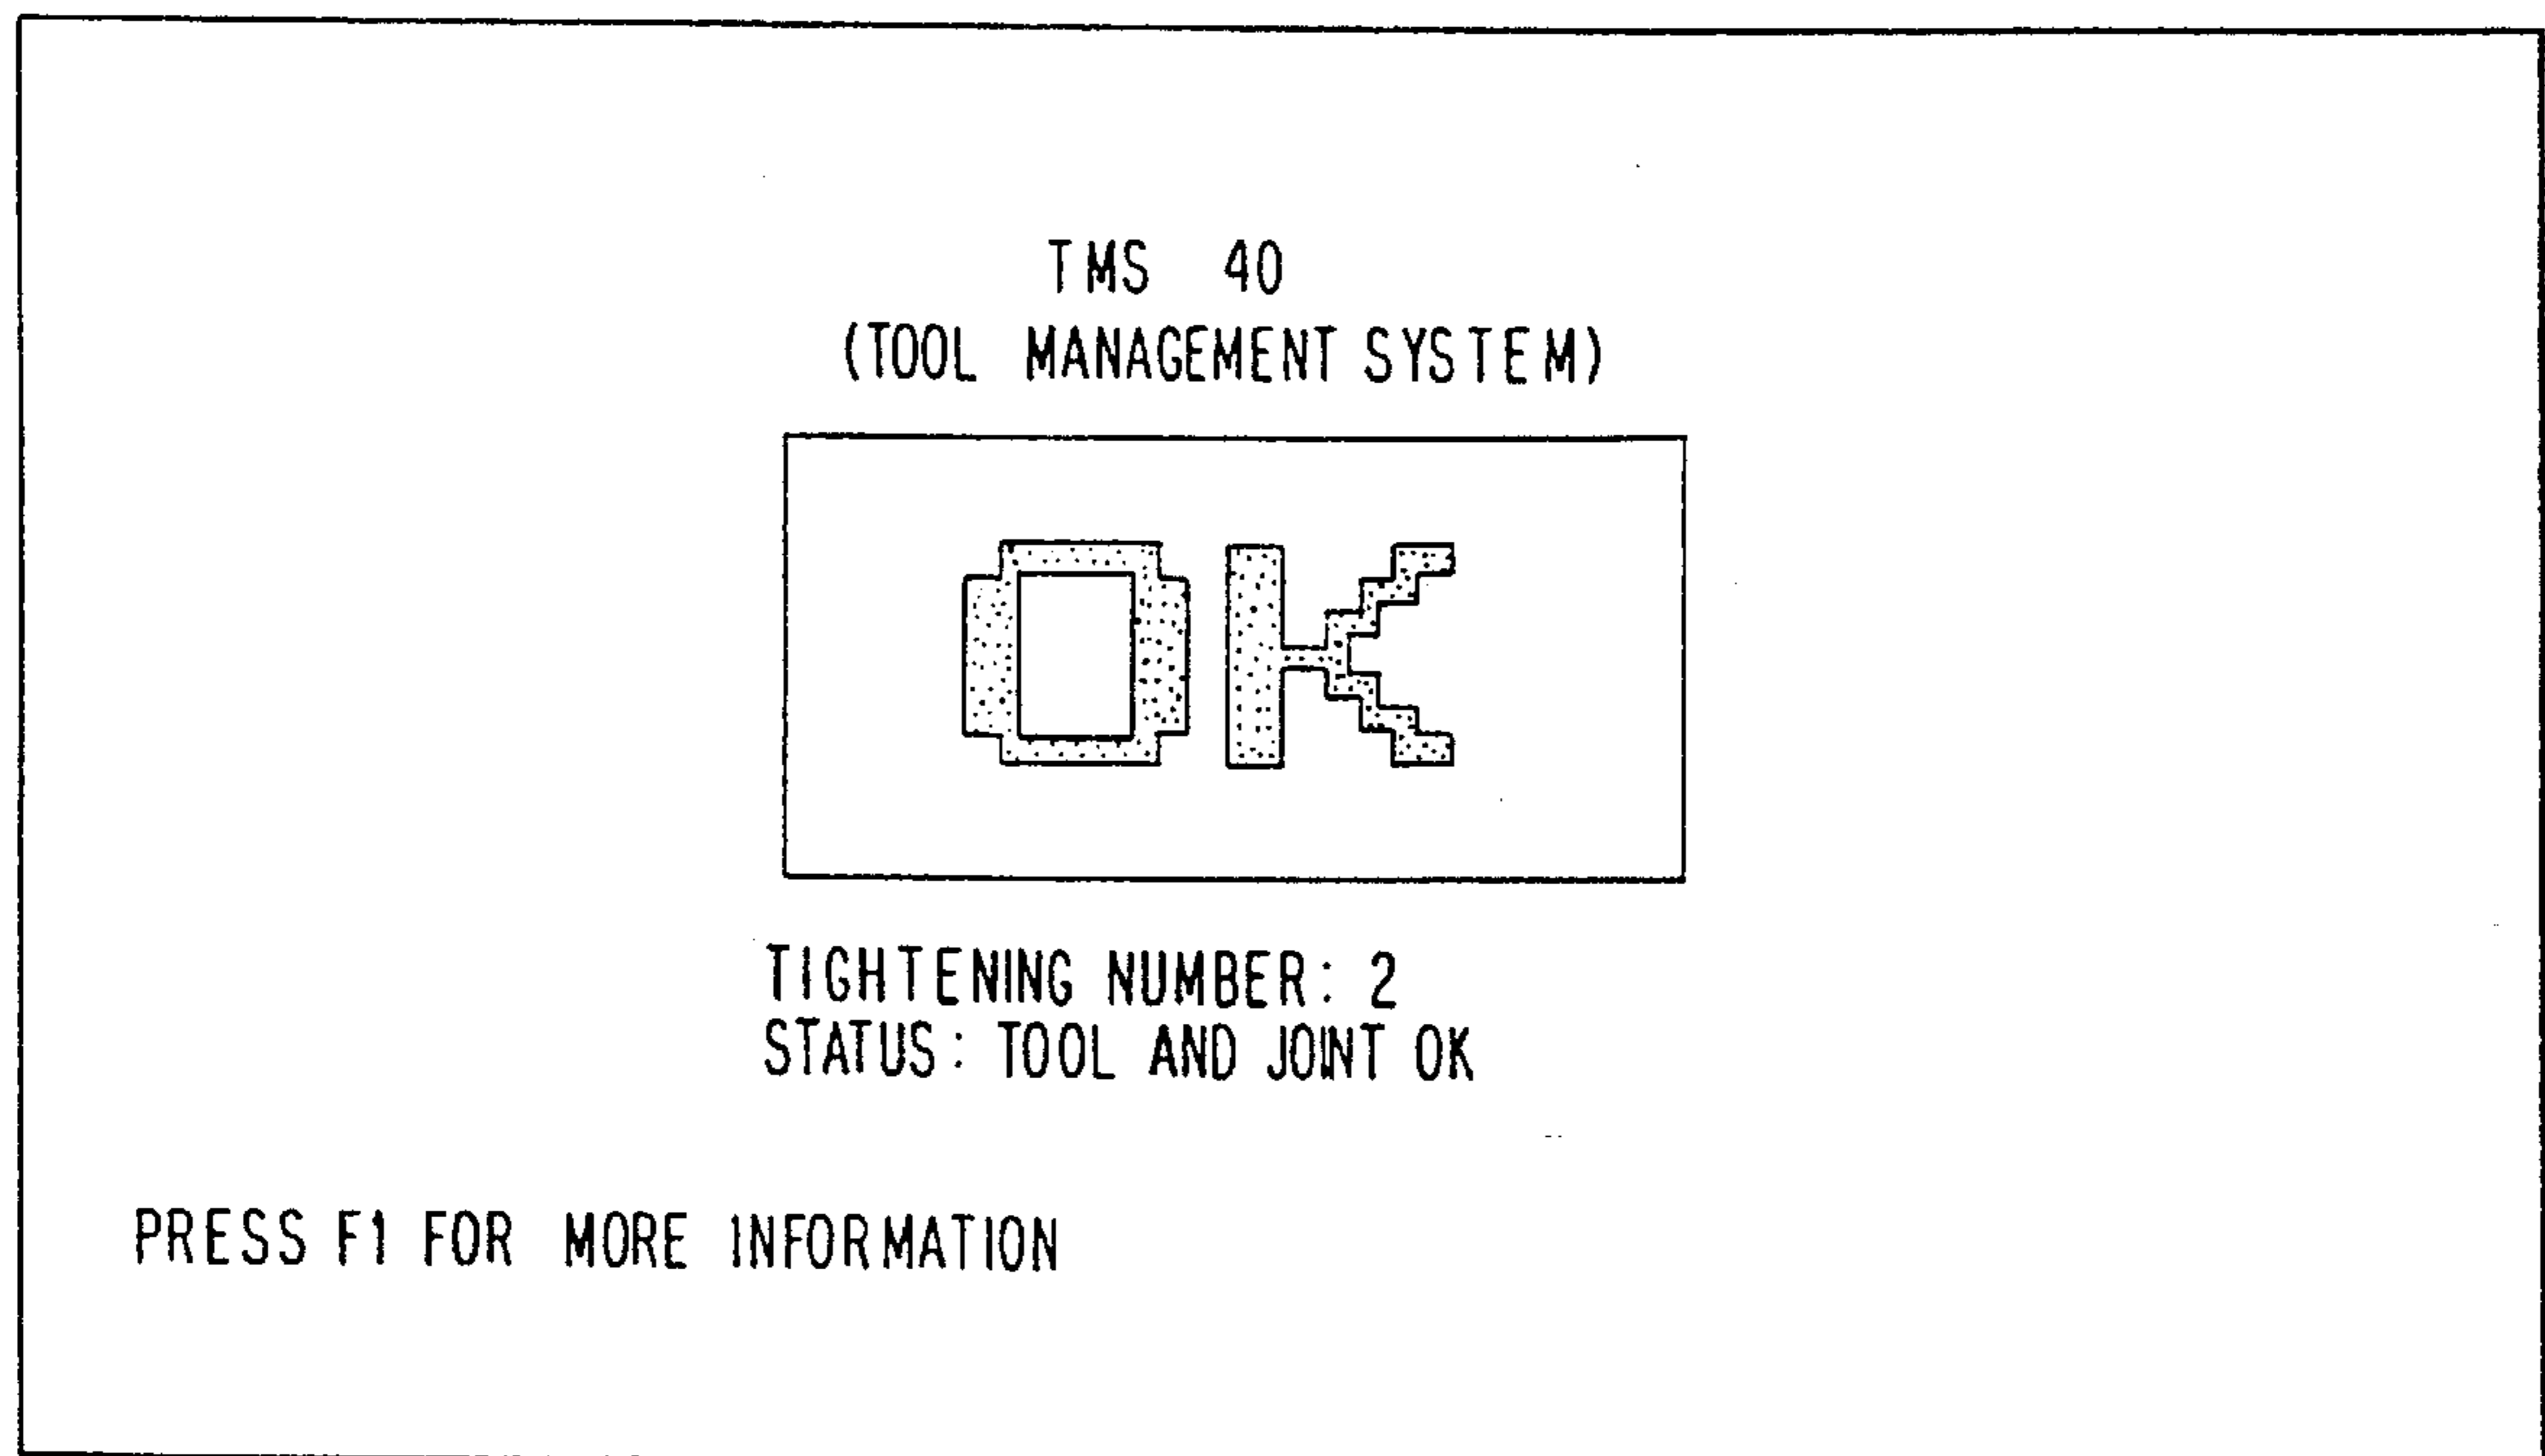 TMS 40
(TOOL MANAGEMENT SYSTEM)
OK
TIGHTENING NUMBER: 2
STATUS: TOOL AND JOINT OK
PRESS F1 FOR MORE INFORMATION